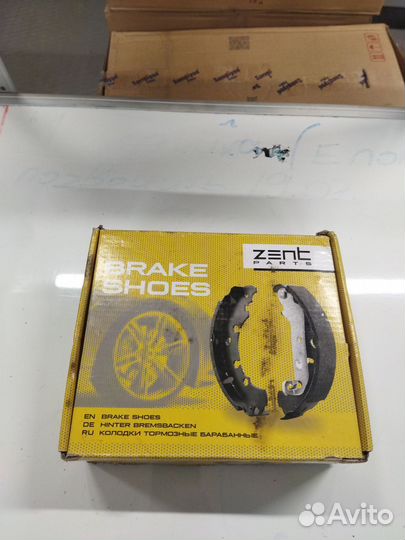 zent
PARTS
BRAKE
SHOES
EN BRAKE SHOES
DE HINTER BREMSBACKEN
RU КОЛОДКИ ТОРМОЗНЫЕ БАРАБАННЫЕ
Avito